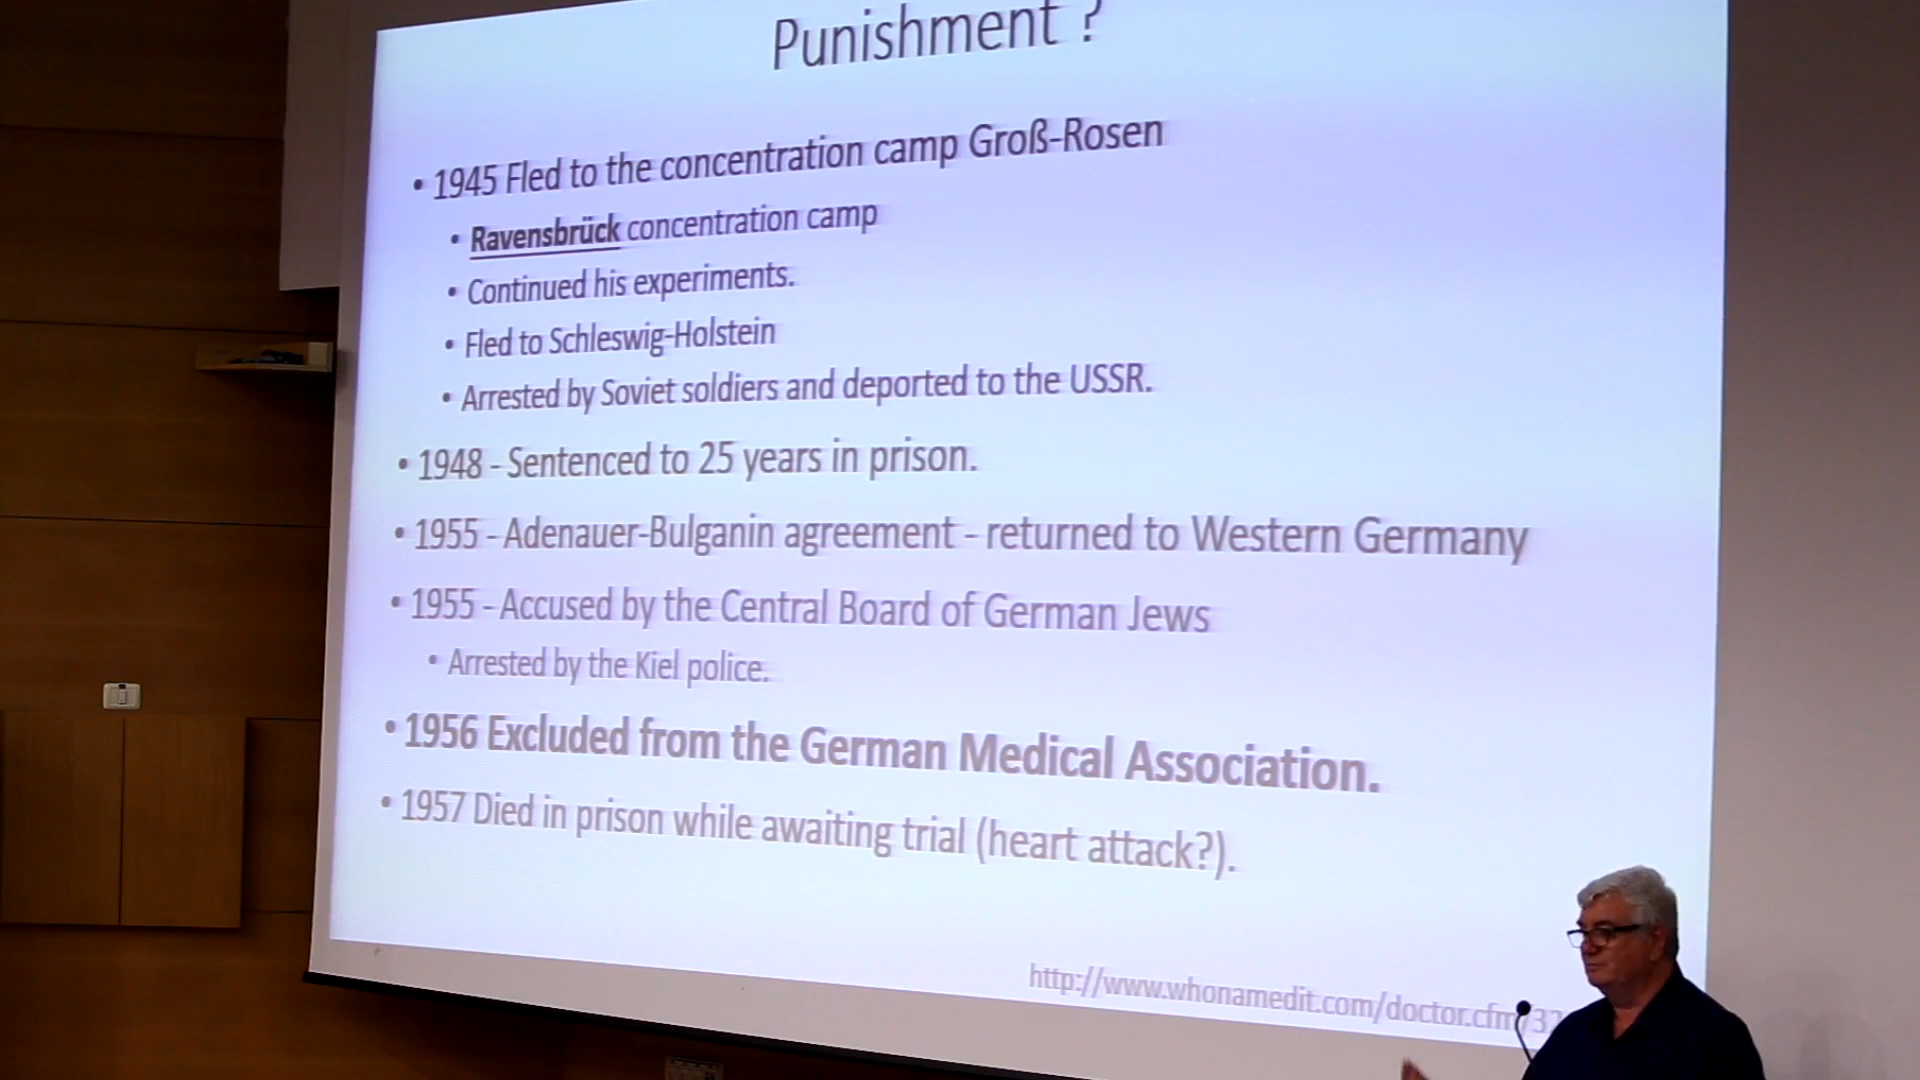 Punishment ?
• 1945 Fled to the concentration camp Groß-Rosen
• Ravensbrück concentration camp
• Continued his experiments.
• Fled to Schleswig-Holstein
• Arrested by Soviet soldiers and deported to the USSR.
• 1948 - Sentenced to 25 years in prison.
• 1955 - Adenauer-Bulganin agreement - returned to Western Germany
• 1955 - Accused by the Central Board of German Jews
• Arrested by the Kiel police.
• 1956 Excluded from the German Medical Association.
• 1957 Died in prison while awaiting trial (heart attack?).
http://www.whonamedit.com/doctor.cfm/32